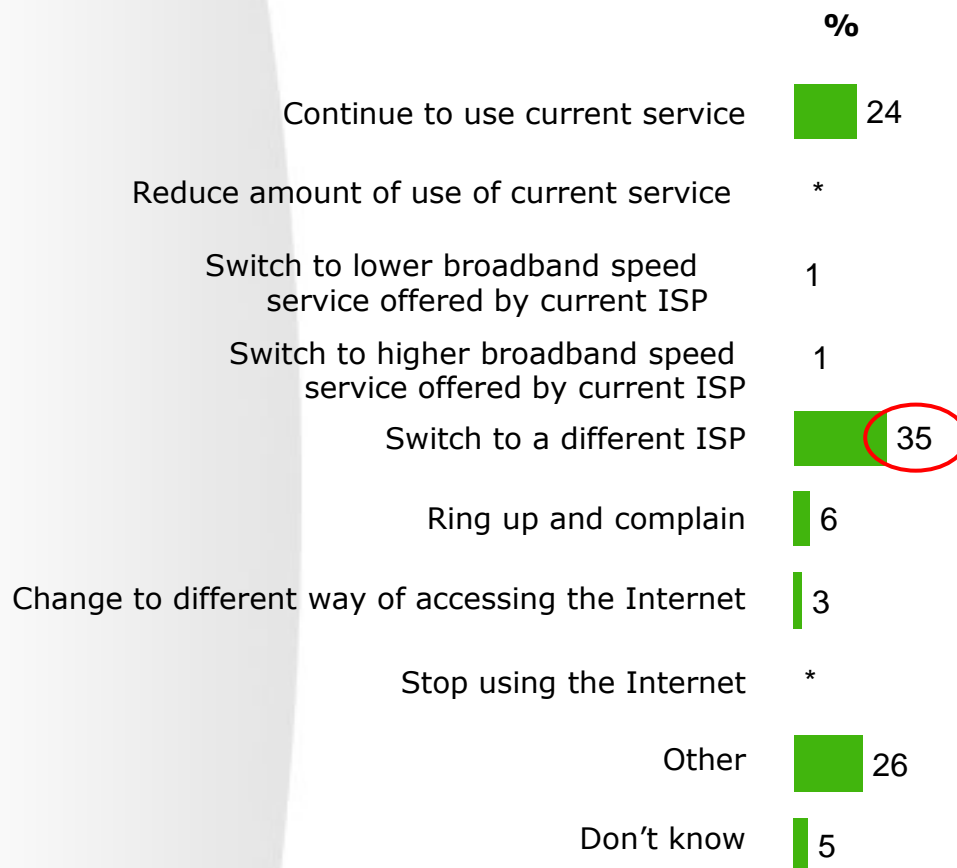 %
Continue to use current service 24
Reduce amount of use of current service *
Switch to lower broadband speed
service offered by current ISP 1
Switch to higher broadband speed
service offered by current ISP 1
Switch to a different ISP 35
Ring up and complain 6
Change to different way of accessing the Internet 3
Stop using the Internet *
Other 26
Don’t know 5